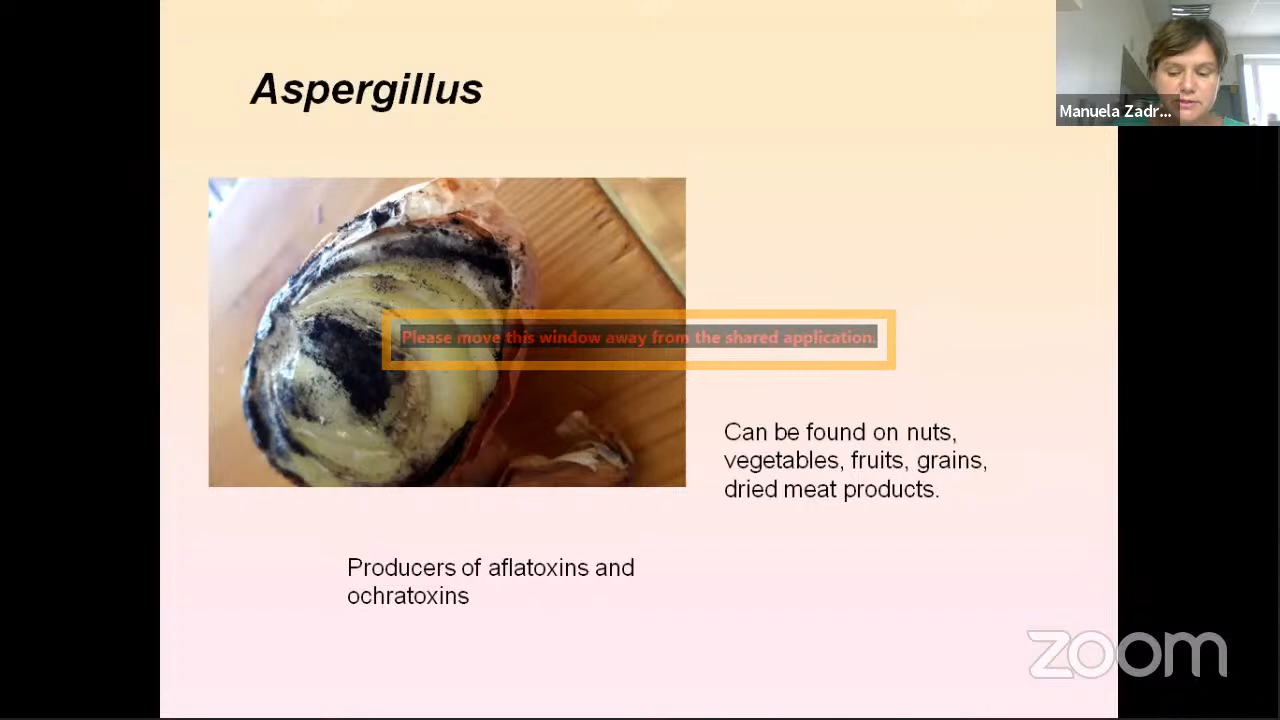 Aspergillus
Manuela Zadr...
Please move this window away from the shared application.
Can be found on nuts,
vegetables, fruits, grains,
dried meat products.
Producers of aflatoxins and
ochratoxins
zoom